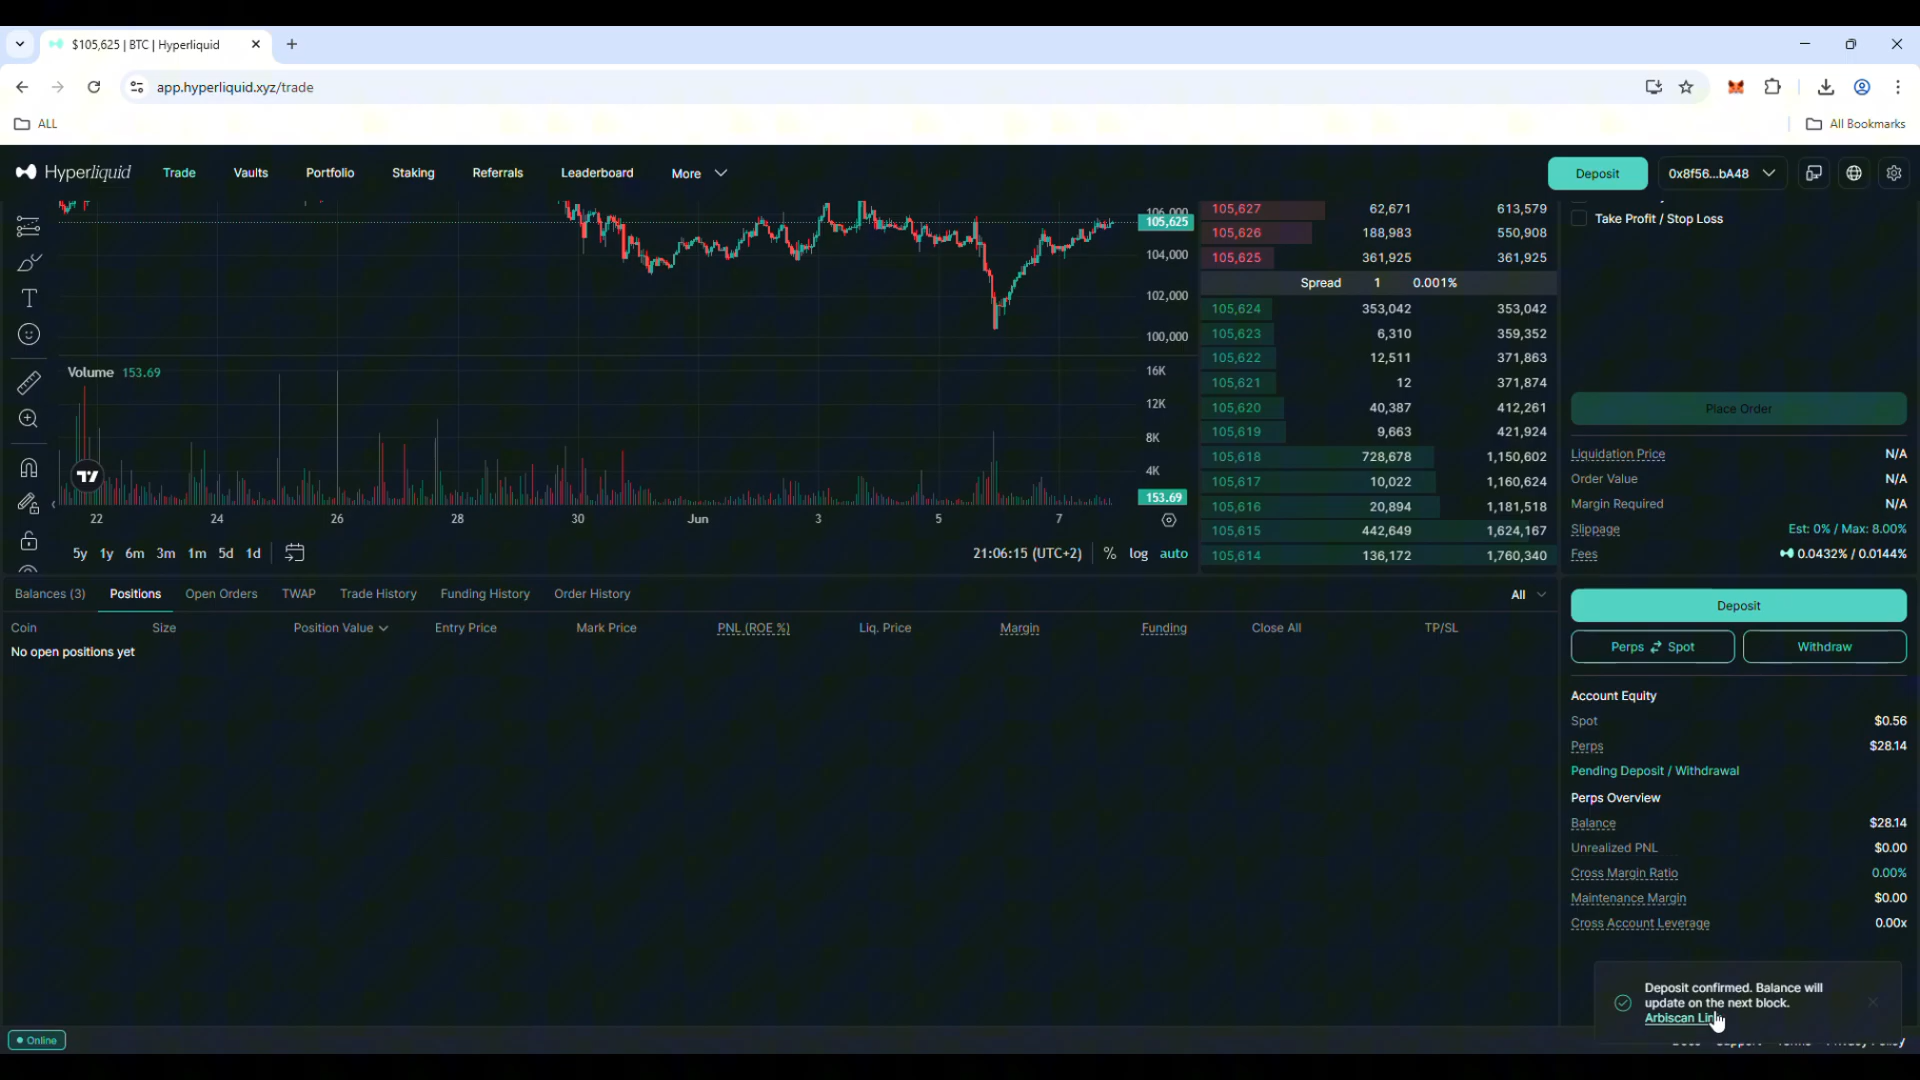 $105,625 | BTC | Hyperliquid
app.hyperliquid.xyz/trade
ALL
All Bookmarks
Hyperliquid Trade Vaults Portfolio Staking Referrals Leaderboard More Deposit 0x8f56...bA48
106,000
105,625
104,000
102,000
100,000
Volume 153.69
16K
12K
8K
4K
153.69
22 24 26 28 30 Jun 3 5 7
5y 1y 6m 3m 1m 5d 1d 21:06:15 (UTC+2) % log auto
105,627 62,671 613,579
105,626 188,983 550,908
105,625 361,925 361,925
Spread 1 0.001%
105,624 353,042 353,042
105,623 6,310 359,352
105,622 12,511 371,863
105,621 12 371,874
105,620 40,387 412,261
105,619 9,663 421,924
105,618 728,678 1,150,602
105,617 10,022 1,160,624
105,616 20,894 1,181,518
105,615 442,649 1,624,167
105,614 136,172 1,760,340
Take Profit / Stop Loss
Place Order
Liquidation Price N/A
Order Value N/A
Margin Required N/A
Slippage Est: 0% / Max: 8.00%
Fees 0.0432% / 0.0144%
Balances (3) Positions Open Orders TWAP Trade History Funding History Order History All
Coin Size Position Value Entry Price Mark Price PNL (ROE %) Liq. Price Margin Funding Close All TP/SL
No open positions yet
Deposit
Perps Spot Withdraw
Account Equity
Spot $0.56
Perps $28.14
Pending Deposit / Withdrawal
Perps Overview
Balance $28.14
Unrealized PNL $0.00
Cross Margin Ratio 0.00%
Maintenance Margin $0.00
Cross Account Leverage 0.00x
Deposit confirmed. Balance will
update on the next block.
Arbiscan Link
Online